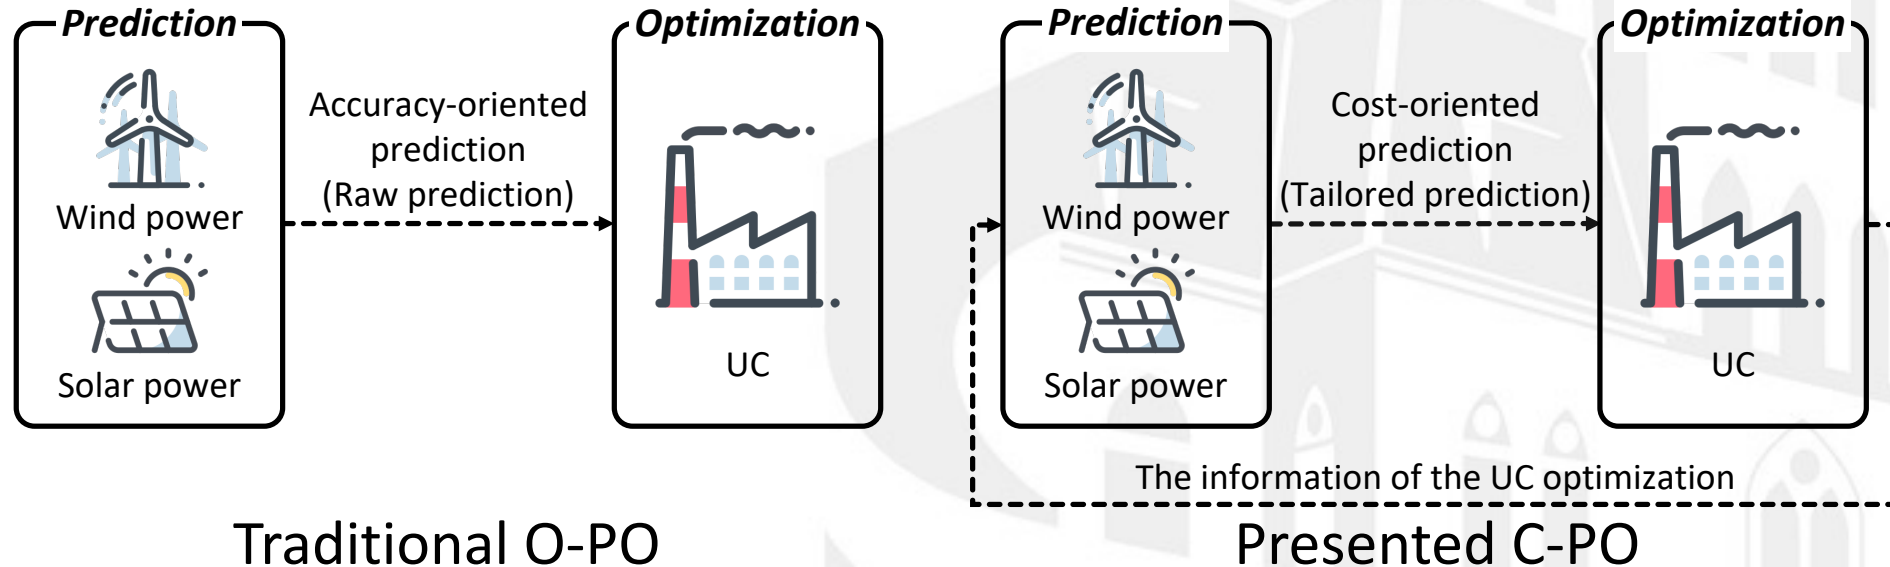 Prediction
Accuracy-oriented
prediction
(Raw prediction)
Wind power
Solar power
Optimization
UC
Traditional O-PO
Prediction
Cost-oriented
prediction
(Tailored prediction)
Wind power
Solar power
Optimization
UC
The information of the UC optimization
Presented C-PO